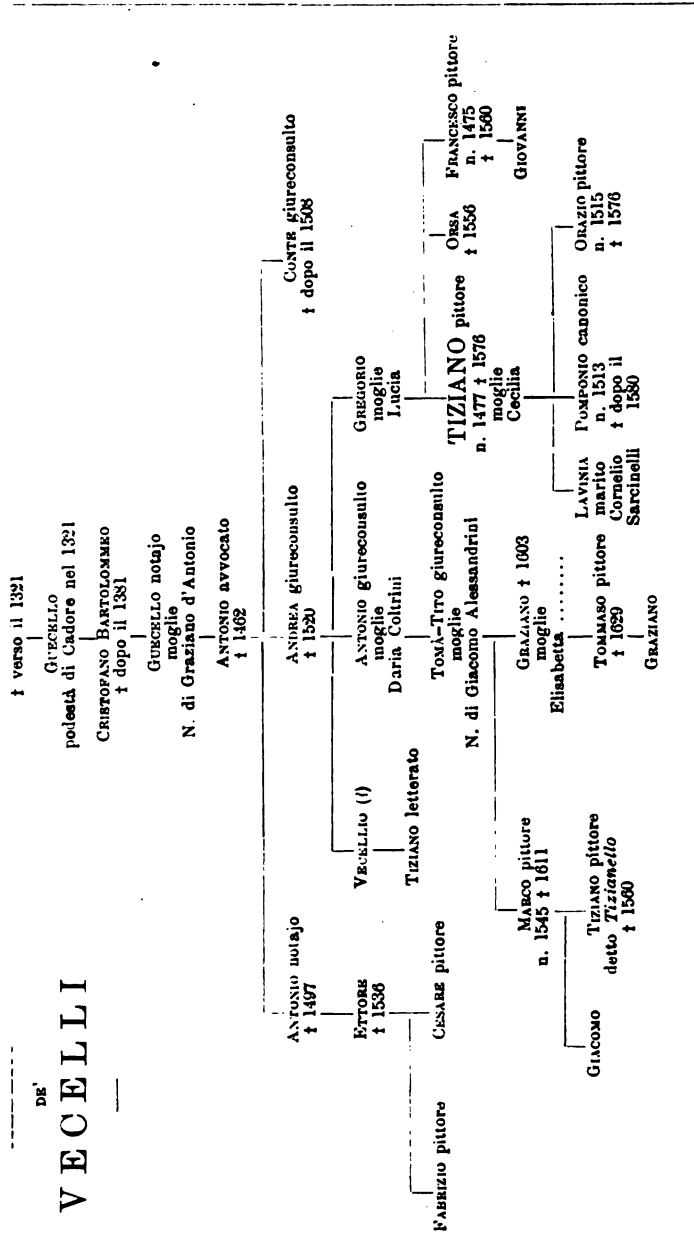 DE'
VECELLI
† verso il 1321
GUECELLO
podestà di Cadore nel 1321
CRISTOFANO BARTOLOMMEO
† dopo il 1381
GUECELLO notajo
moglie
N. di Graziano d'Antonio
ANTONIO avvocato
† 1462
ANTONIO notajo
† 1497
ANDREA giureconsulto
† 1520
CONTE giureconsulto
† dopo il 1508
ETTORE
† 1536
VECELLIO (1)
ANTONIO giureconsulto
moglie
Daria Coltrini
GREGORIO
moglie
Lucia
FABRIZIO pittore
CESARE pittore
TIZIANO letterato
TOMÀ-TITO giureconsulto
moglie
N. di Giacomo Alessandrini
TIZIANO pittore
n. 1477 † 1576
moglie
Cecilia
ORSA
† 1556
FRANCESCO pittore
n. 1475
† 1560
GIOVANNI
MARCO pittore
n. 1545 † 1611
GRAZIANO † 1603
moglie
Elisabetta ........
LAVINIA
marito
Cornelio
Sarcinelli
POMPONIO canonico
n. 1513
† dopo il
1580
ORAZIO pittore
n. 1515
† 1576
GIACOMO
TIZIANO pittore
detto Tizianello
† 1560
TOMMASO pittore
† 1629
GRAZIANO